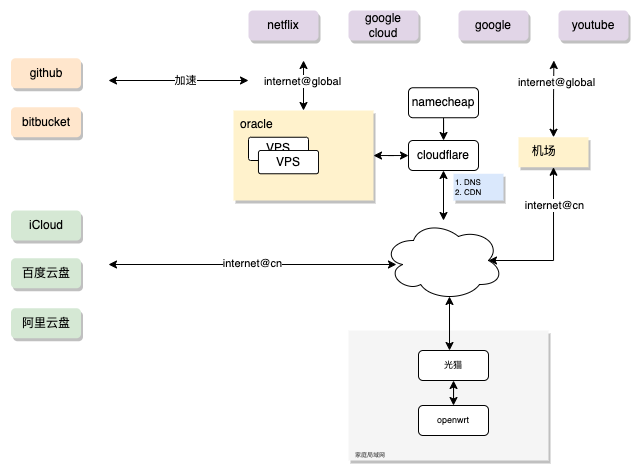 netflix
google
cloud
google
youtube
github
加速
internet@global
internet@global
bitbucket
oracle
VPS
VPS
namecheap
cloudflare
1. DNS
2. CDN
机场
internet@cn
iCloud
百度云盘
internet@cn
阿里云盘
光猫
openwrt
家庭局域网